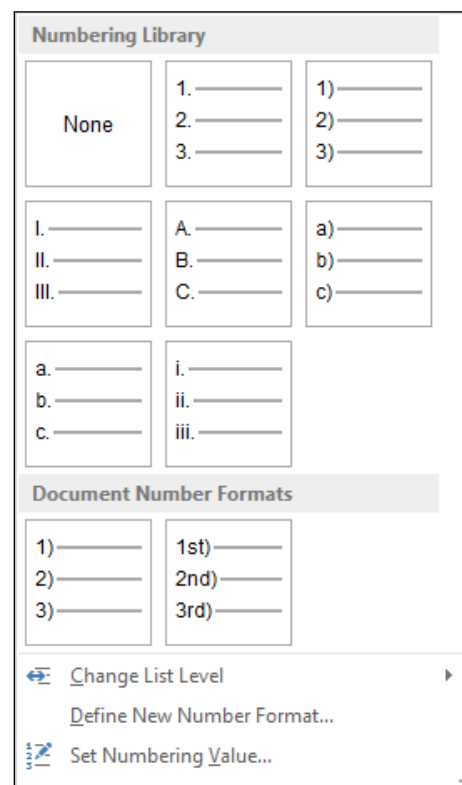 Numbering Library
None
1.
2.
3.
1)
2)
3)
I.
II.
III.
A.
B.
C.
a)
b)
c)
a.
b.
c.
i.
ii.
iii.
Document Number Formats
1)
2)
3)
1st)
2nd)
3rd)
Change List Level
Define New Number Format...
Set Numbering Value...